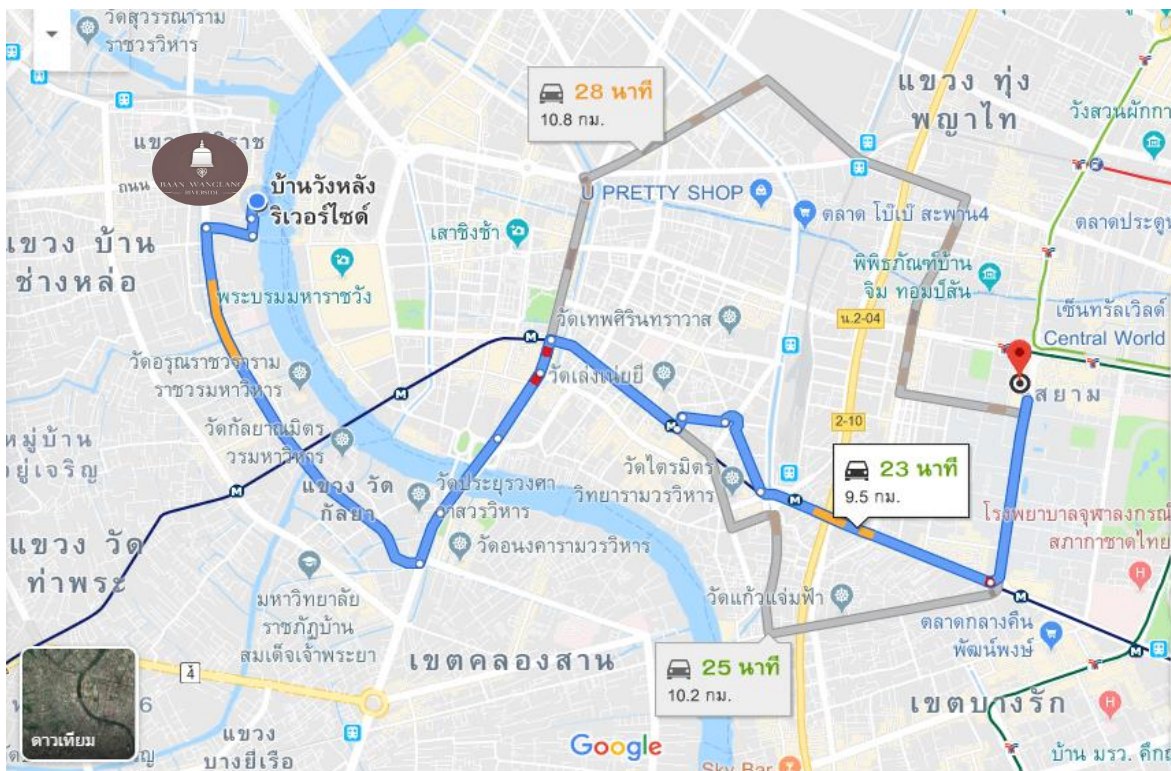 วัดสุวรรณาราม
ราชวรวิหาร
28 นาที
10.8 กม.
แขวง ทุ่ง
พญาไท
วังสวนผักกา
BAAN WANGLANG
RIVERSIDE
ถนน
บ้านวังหลัง
ริเวอร์ไซด์
U PRETTY SHOP
ตลาด โบ๊เบ๊ สะพาน4
ตลาดประตูน
แขวง บ้าน
ช่างหล่อ
เสาชิงช้า
พระบรมมหาราชวัง
พิพิธภัณฑ์บ้าน
จิม ทอมป์สัน
น.2-04
เซ็นทรัลเวิลด์
Central World
วัดเทพศิรินทราวาส
วัดอรุณราชวราราม
ราชวรมหาวิหาร
วัดเล่งเน่ยยี่
สยาม
2-10
หมู่บ้าน
อยู่เจริญ
วัดกัลยาณมิตร
วรมหาวิหาร
แขวง วัด
กัลยา
วัดประยุรวงศา
วาสวรวิหาร
วัดไตรมิตร
วิทยารามวรวิหาร
23 นาที
9.5 กม.
โรงพยาบาลจุฬาลงกรณ์
สภากาชาดไทย
แขวง วัด
ท่าพระ
วัดอนงคารามวรวิหาร
มหาวิทยาลัย
ราชภัฏบ้าน
สมเด็จเจ้าพระยา
วัดแก้วแจ่มฟ้า
ตลาดกลางคืน
พัฒน์พงษ์
เขตคลองสาน
25 นาที
10.2 กม.
เขตบางรัก
4
6
ดาวเทียม
แขวง
บางยี่เรือ
Google
Sky Bar
บ้าน มรว. คึกฤ